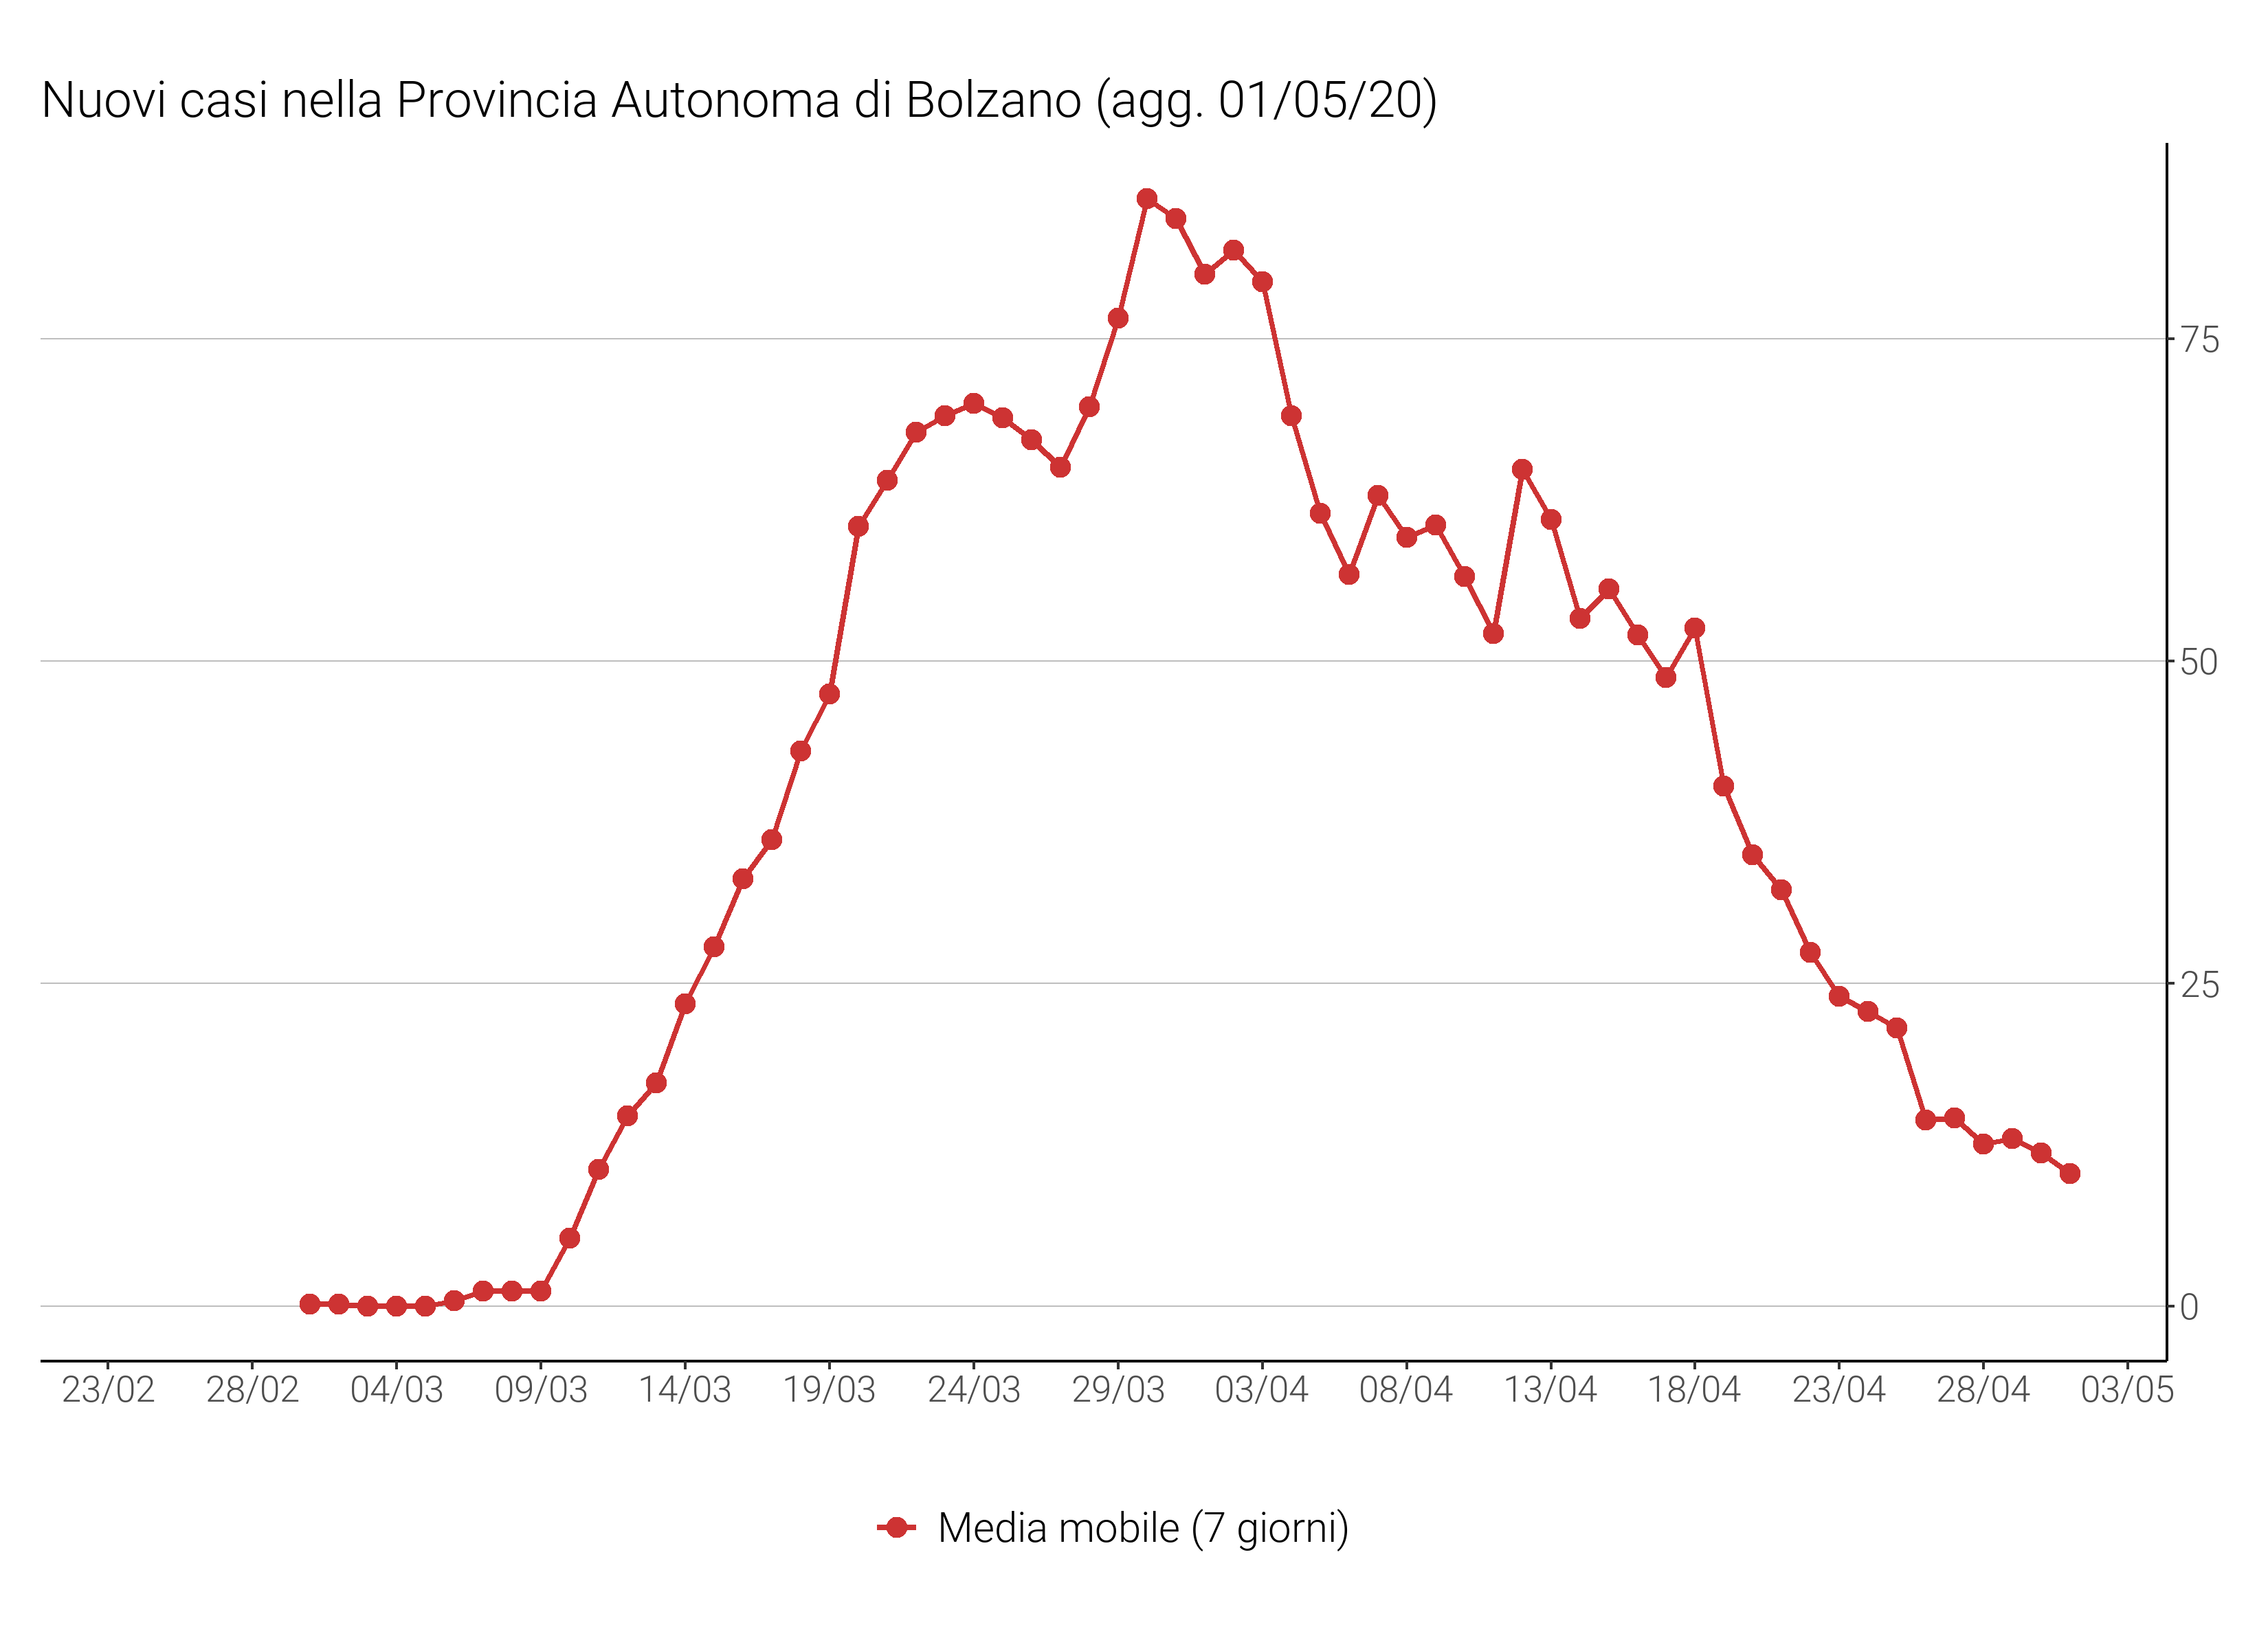 Nuovi casi nella Provincia Autonoma di Bolzano (agg. 01/05/20)
75
50
25
0
23/02 28/02 04/03 09/03 14/03 19/03 24/03 29/03 03/04 08/04 13/04 18/04 23/04 28/04 03/05
Media mobile (7 giorni)